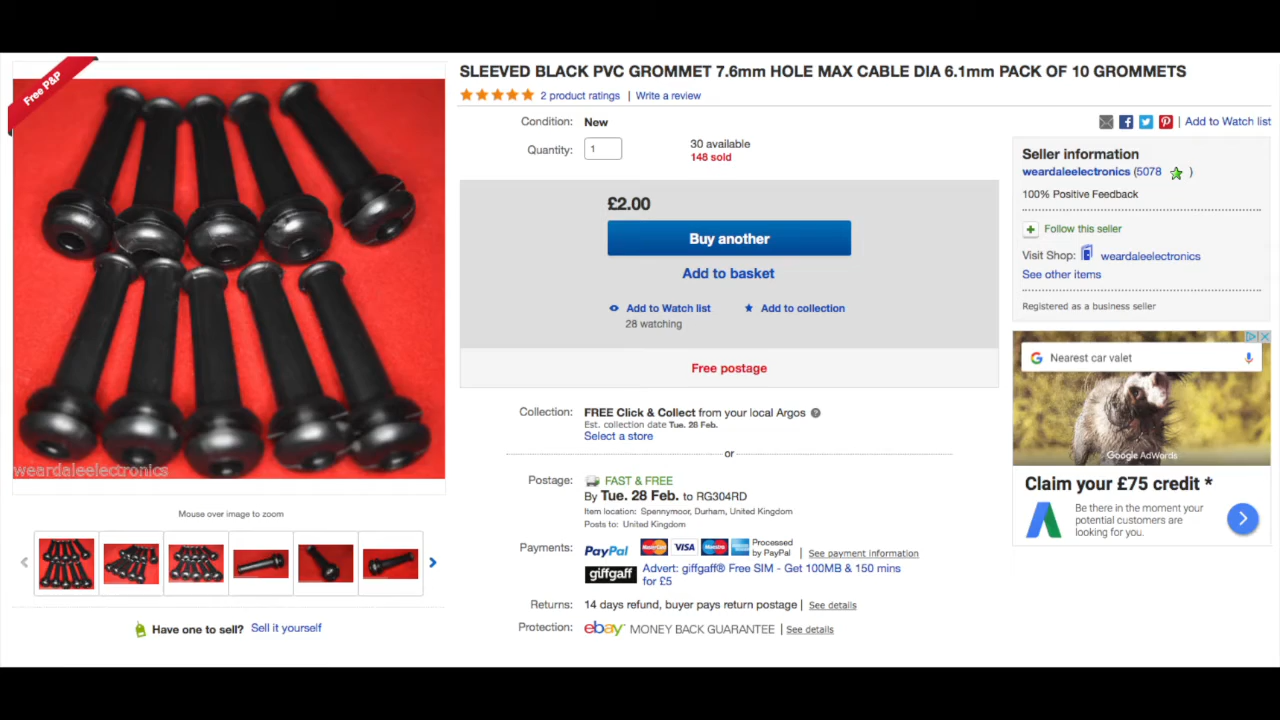 Free P&P
SLEEVED BLACK PVC GROMMET 7.6mm HOLE MAX CABLE DIA 6.1mm PACK OF 10 GROMMETS
2 product ratings | Write a review
Condition: New
Quantity: 1
30 available
148 sold
£2.00
Buy another
Add to basket
Add to Watch list
28 watching
Add to collection
Free postage
Collection: FREE Click & Collect from your local Argos
Est. collection date Tue. 28 Feb.
Select a store
or
Postage: FAST & FREE
By Tue. 28 Feb. to RG304RD
Item location: Spennymoor, Durham, United Kingdom
Posts to: United Kingdom
Payments: PayPal MasterCard VISA Maestro Processed by PayPal | See payment information
giffgaff Advert: giffgaff® Free SIM - Get 100MB & 150 mins
for £5
Returns: 14 days refund, buyer pays return postage | See details
Protection: ebay MONEY BACK GUARANTEE | See details
weardaleelectronics
Mouse over image to zoom
Have one to sell? Sell it yourself
| Add to Watch list
Seller information
weardaleelectronics (5078 )
100% Positive Feedback
Follow this seller
Visit Shop: weardaleelectronics
See other items
Registered as a business seller
Nearest car valet
Google AdWords
Claim your £75 credit *
Be there in the moment your
potential customers are
looking for you.